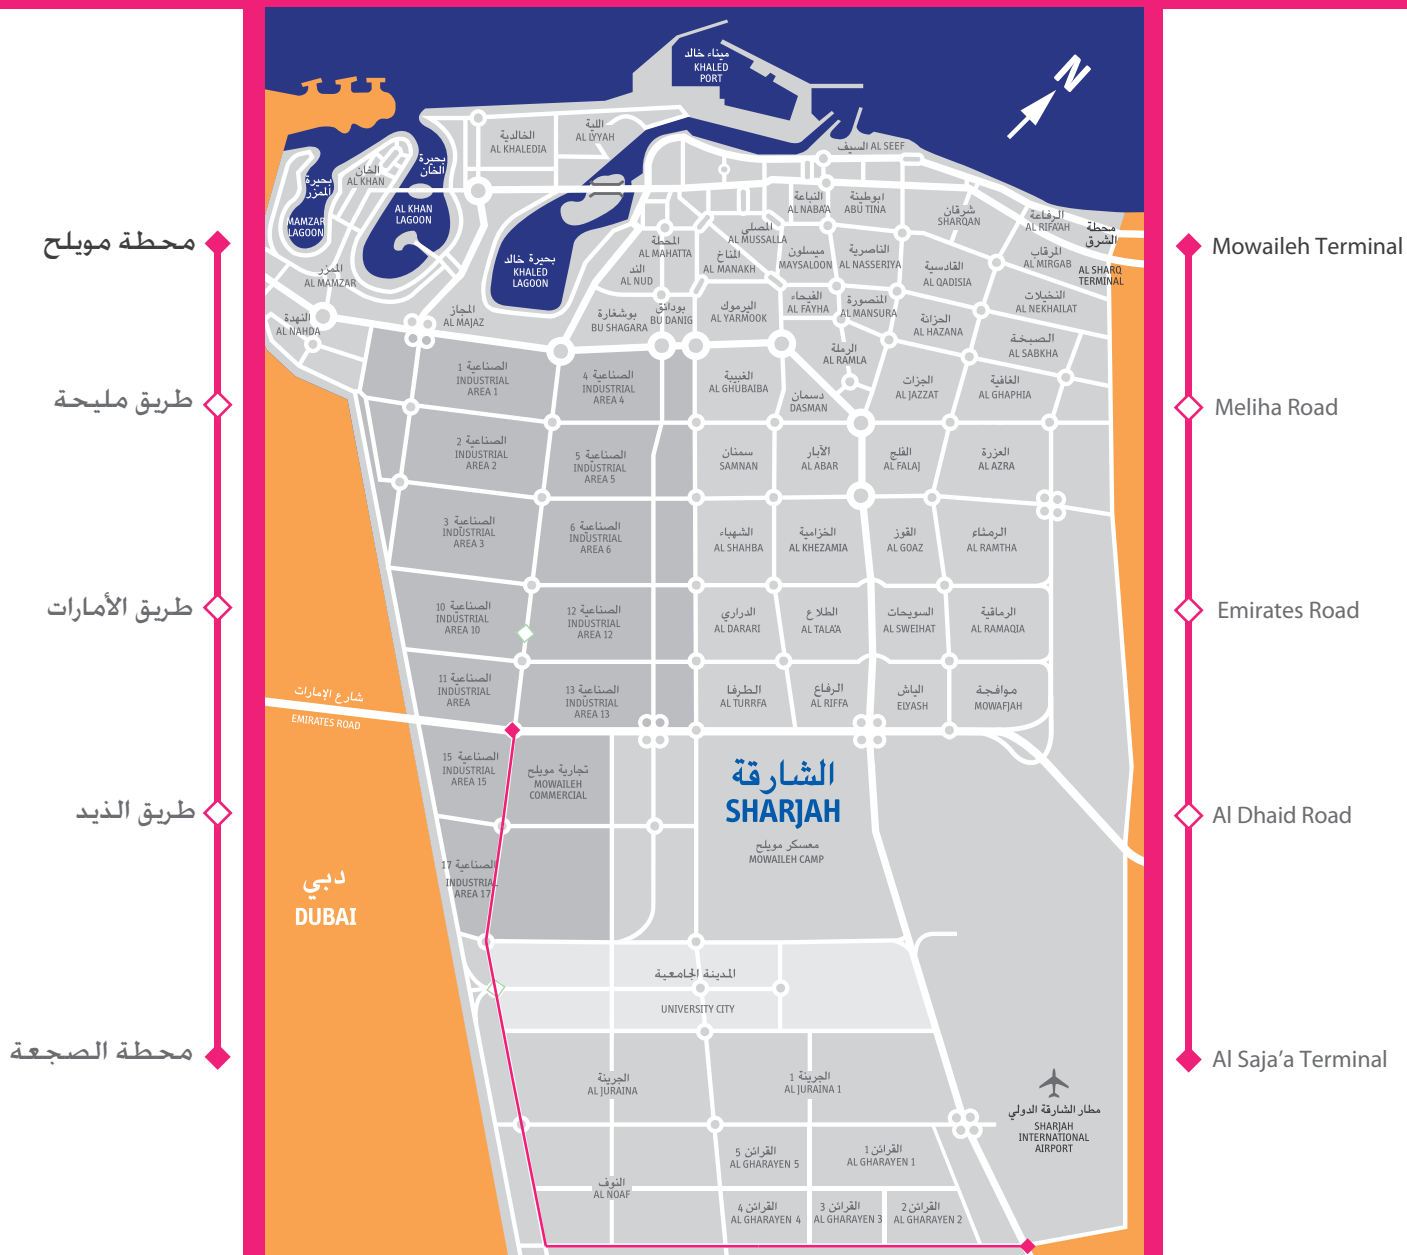 محطة مويلح
طريق مليحة
طريق الأمارات
طريق الذيد
محطة الصجعة
ميناء خالد
KHALED
PORT
الخالدية
AL KHALEDIA
اللية
AL LYYAH
السيف AL SEEF
بحيرة
الخان
الخان
AL KHAN
بحيرة
الممزر
MAMZAR
LAGOON
AL KHAN
LAGOON
بحيرة خالد
KHALED
LAGOON
النباعة
AL NABA'A
ابوطينة
ABU TINA
شرقان
SHARQAN
الرفاعة
AL RIFA'AH
محطة
الشرق
AL SHARQ
TERMINAL
المصلى
AL MUSSALLA
المحطة
AL MAHATTA
المناخ
AL MANAKH
ميسلون
MAYSALOON
الناصرية
AL NASSERIYA
القادسية
AL QADISIA
المرقاب
AL MIRGAB
الممزر
AL MAMZAR
الند
AL NUD
النخيلات
AL NEKHAILAT
النهدة
AL NAHDA
المجاز
AL MAJAZ
بوشغارة
BU SHAGARA
بودانق
BU DANIG
اليرموك
AL YARMOOK
الفيحاء
AL FAYHA
المنصورة
AL MANSURA
الحزانة
AL HAZANA
الصبخة
AL SABKHA
الرملة
AL RAMLA
الصناعية 1
INDUSTRIAL
AREA 1
الصناعية 4
INDUSTRIAL
AREA 4
الغبيبة
AL GHUBAIBA
دسمان
DASMAN
الجزات
AL JAZZAT
الغافية
AL GHAPHIA
الصناعية 2
INDUSTRIAL
AREA 2
الصناعية 5
INDUSTRIAL
AREA 5
سمنان
SAMNAN
الآبار
AL ABAR
الفلج
AL FALAJ
العزرة
AL AZRA
الصناعية 3
INDUSTRIAL
AREA 3
الصناعية 6
INDUSTRIAL
AREA 6
الشهباء
AL SHAHBA
الخزامية
AL KHEZAMIA
القوز
AL GOAZ
الرمثاء
AL RAMTHA
الصناعية 10
INDUSTRIAL
AREA 10
الصناعية 12
INDUSTRIAL
AREA 12
الدراري
AL DARARI
الطلاع
AL TALA'A
السويحات
AL SWEIHAT
الرماقية
AL RAMAQIA
الصناعية 11
INDUSTRIAL
AREA
الصناعية 13
INDUSTRIAL
AREA 13
الطرفا
AL TURRFA
الرفاع
AL RIFFA
الياش
ELYASH
موافجة
MOWAFJAH
شارع الإمارات
EMIRATES ROAD
الصناعية 15
INDUSTRIAL
AREA 15
تجارية مويلح
MOWAILEH
COMMERCIAL
الشارقة
SHARJAH
معسكر مويلح
MOWAILEH CAMP
الصناعية 17
INDUSTRIAL
AREA 17
دبي
DUBAI
المدينة الجامعية
UNIVERSITY CITY
الجرينة
AL JURAINA
الجرينة 1
AL JURAINA 1
مطار الشارقة الدولي
SHARJAH
INTERNATIONAL
AIRPORT
القرائن 5
AL GHARAYEN 5
القرائن 1
AL GHARAYEN 1
النوف
AL NOAF
القرائن 4
AL GHARAYEN 4
القرائن 3
AL GHARAYEN 3
القرائن 2
AL GHARAYEN 2
N
Mowaileh Terminal
Meliha Road
Emirates Road
Al Dhaid Road
Al Saja'a Terminal